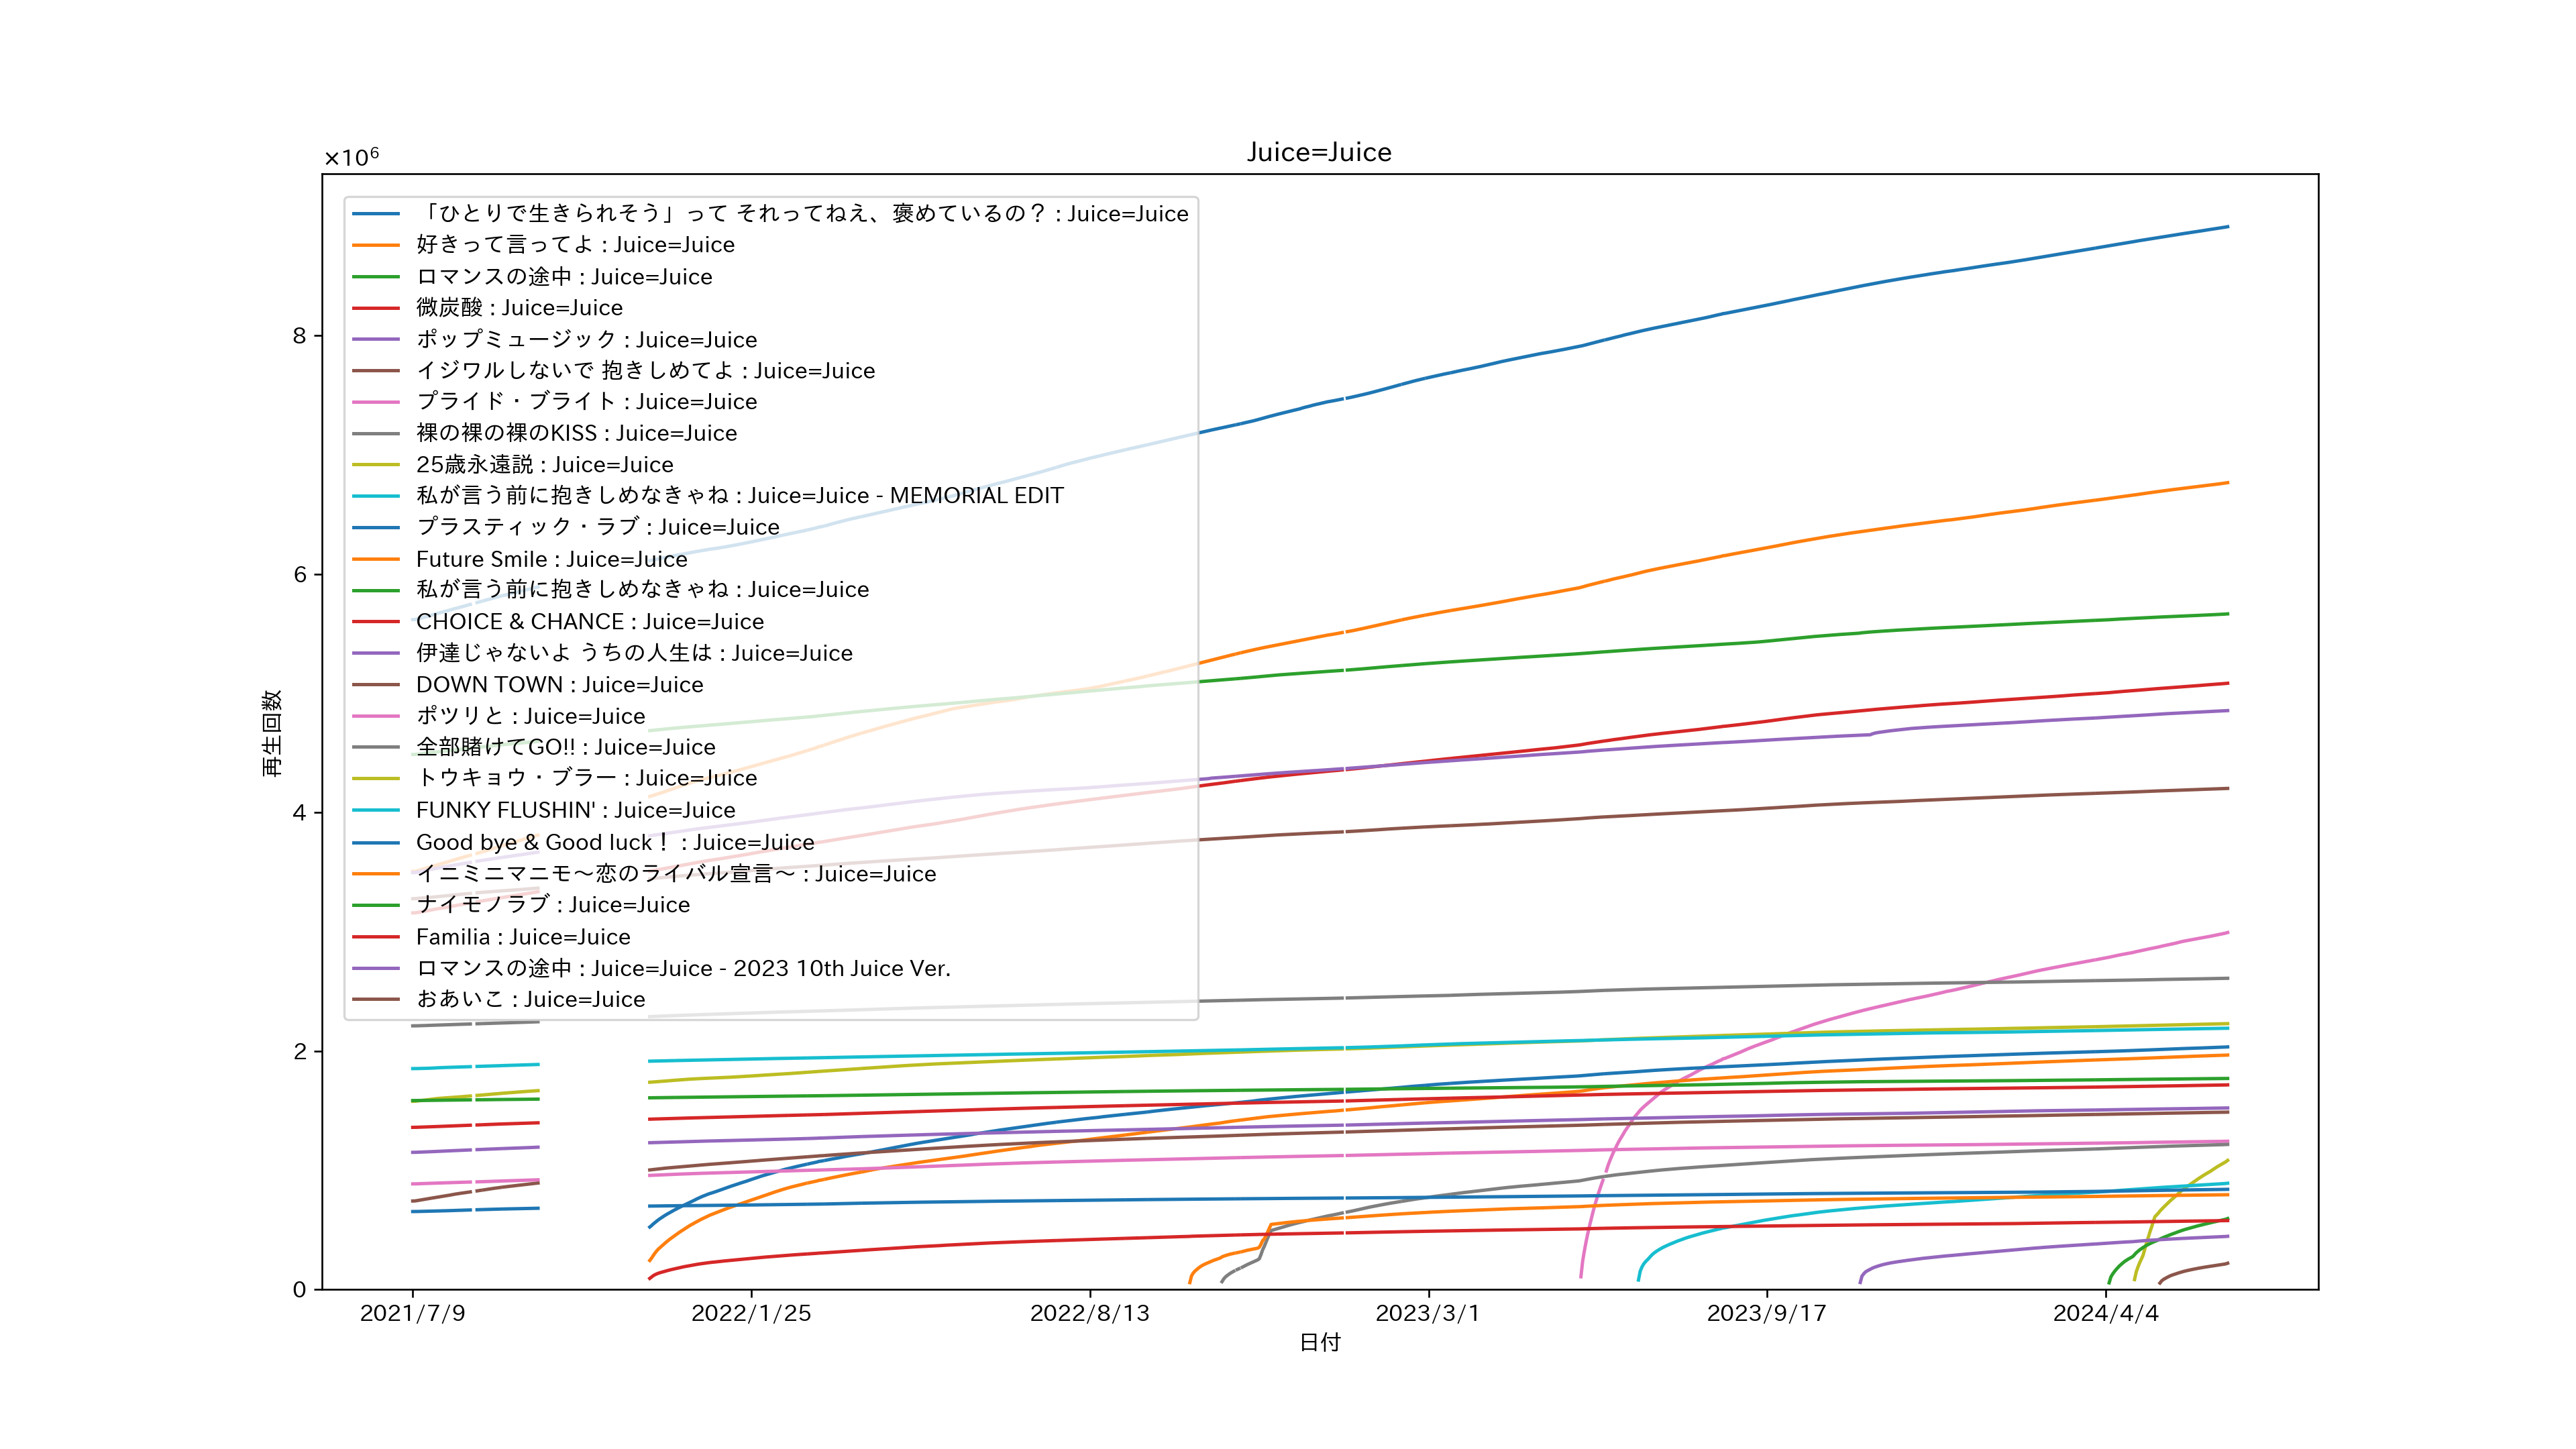 Juice=Juice
×10⁶
「ひとりで生きられそう」って それってねえ、褒めているの？ : Juice=Juice
好きって言ってよ : Juice=Juice
ロマンスの途中 : Juice=Juice
微炭酸 : Juice=Juice
ポップミュージック : Juice=Juice
イジワルしないで 抱きしめてよ : Juice=Juice
プライド・ブライト : Juice=Juice
裸の裸の裸のKISS : Juice=Juice
25歳永遠説 : Juice=Juice
私が言う前に抱きしめなきゃね : Juice=Juice - MEMORIAL EDIT
プラスティック・ラブ : Juice=Juice
Future Smile : Juice=Juice
私が言う前に抱きしめなきゃね : Juice=Juice
CHOICE & CHANCE : Juice=Juice
伊達じゃないよ うちの人生は : Juice=Juice
DOWN TOWN : Juice=Juice
ポツリと : Juice=Juice
全部賭けてGO!! : Juice=Juice
トウキョウ・ブラー : Juice=Juice
FUNKY FLUSHIN' : Juice=Juice
Good bye & Good luck！ : Juice=Juice
イニミニマニモ～恋のライバル宣言～ : Juice=Juice
ナイモノラブ : Juice=Juice
Familia : Juice=Juice
ロマンスの途中 : Juice=Juice - 2023 10th Juice Ver.
おあいこ : Juice=Juice
8
6
4
2
0
再生回数
2021/7/9
2022/1/25
2022/8/13
2023/3/1
2023/9/17
2024/4/4
日付